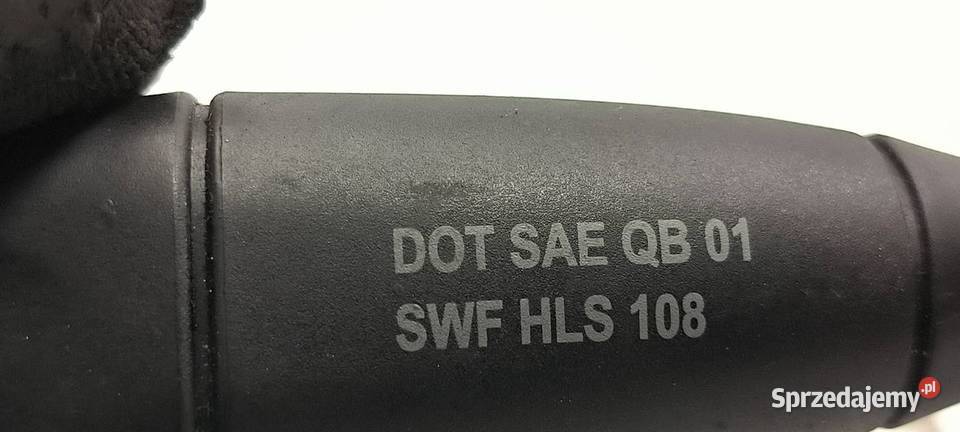 DOT SAE QB 01
SWF HLS 108
Sprzedajemy.pl